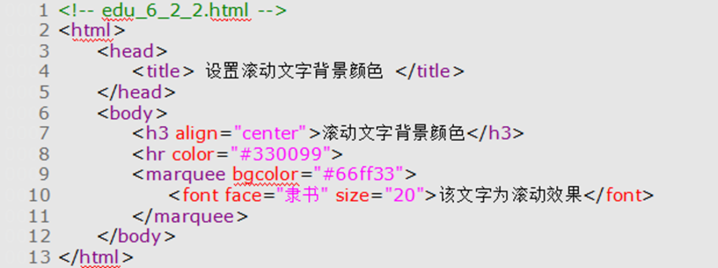 1 <!-- edu_6_2_2.html -->
2 <html>
3 <head>
4 <title> 设置滚动文字背景颜色 </title>
5 </head>
6 <body>
7 <h3 align="center">滚动文字背景颜色</h3>
8 <hr color="#330099">
9 <marquee bgcolor="#66ff33">
10 <font face="隶书" size="20">该文字为滚动效果</font>
11 </marquee>
12 </body>
13 </html>